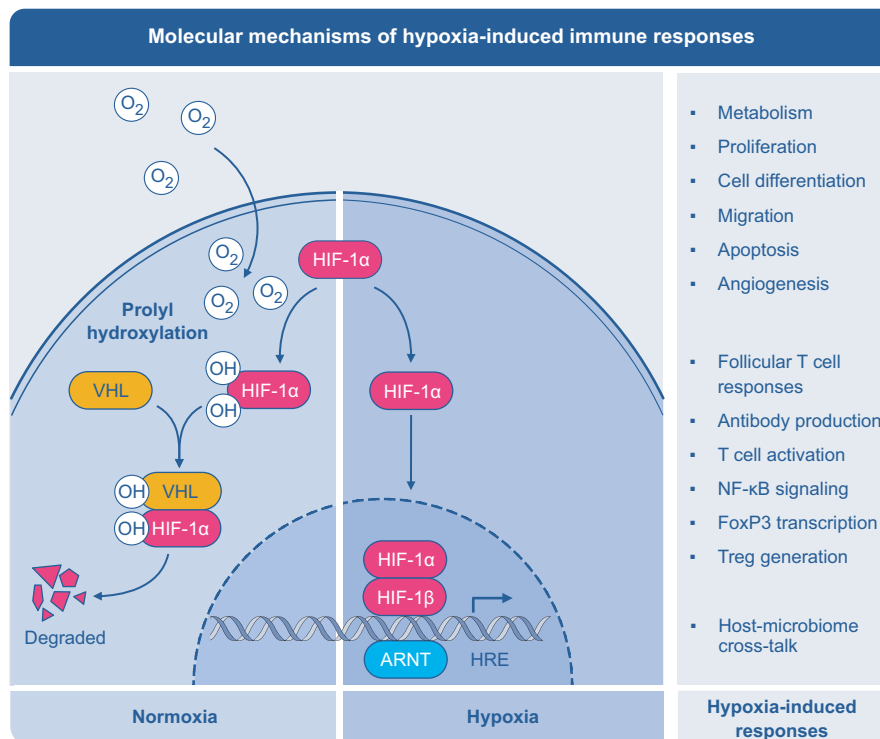 Molecular mechanisms of hypoxia-induced immune responses
O2
O2
O2
O2
O2
O2
HIF-1α
Prolyl
hydroxylation
OH
HIF-1α
OH
VHL
HIF-1α
OH
VHL
OH
HIF-1α
Degraded
HIF-1α
HIF-1β
ARNT
HRE
Normoxia
Hypoxia
▪ Metabolism
▪ Proliferation
▪ Cell differentiation
▪ Migration
▪ Apoptosis
▪ Angiogenesis
▪ Follicular T cell
responses
▪ Antibody production
▪ T cell activation
▪ NF-κB signaling
▪ FoxP3 transcription
▪ Treg generation
▪ Host-microbiome
cross-talk
Hypoxia-induced
responses